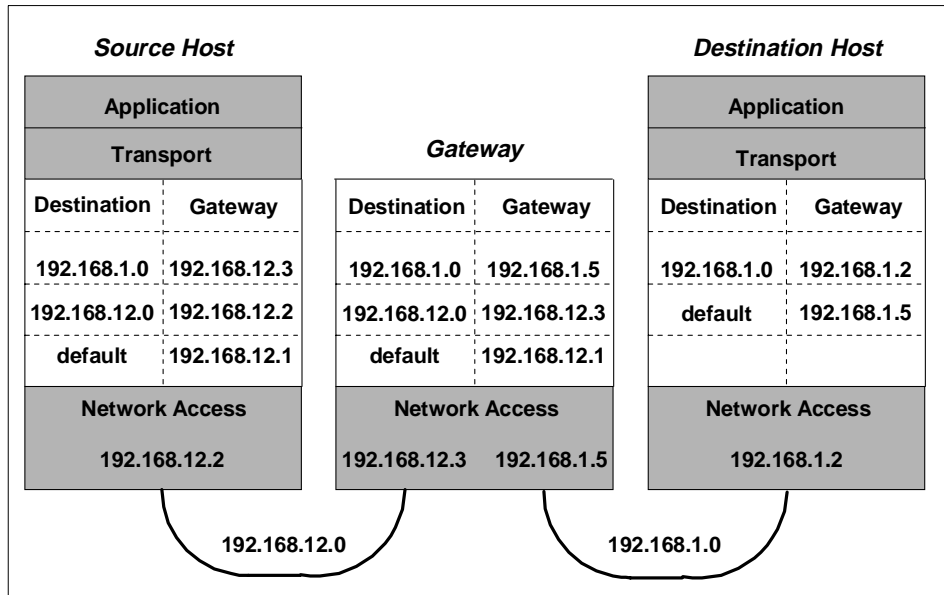 Source Host
Application
Transport
Destination Gateway
192.168.1.0 192.168.12.3
192.168.12.0 192.168.12.2
default 192.168.12.1
Network Access
192.168.12.2
Gateway
Destination Gateway
192.168.1.0 192.168.1.5
192.168.12.0 192.168.12.3
default 192.168.12.1
Network Access
192.168.12.3 192.168.1.5
Destination Host
Application
Transport
Destination Gateway
192.168.1.0 192.168.1.2
default 192.168.1.5
Network Access
192.168.1.2
192.168.12.0
192.168.1.0